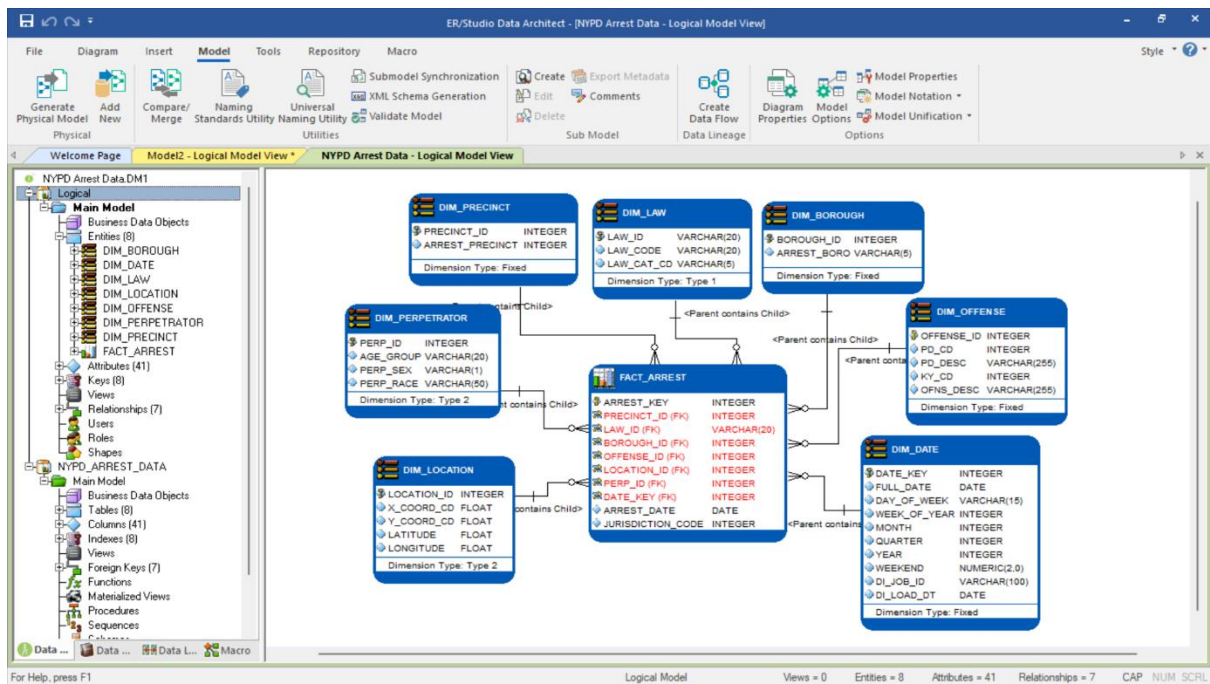 ER/Studio Data Architect - [NYPD Arrest Data - Logical Model View]
File Diagram Insert Model Tools Repository Macro Style
Generate Physical Model
Add New
Physical
Compare/ Merge
Naming Standards Utility
Universal Naming Utility
Submodel Synchronization
XML Schema Generation
Validate Model
Utilities
Create Export Metadata
Edit Comments
Delete
Sub Model
Create Data Flow
Data Lineage
Diagram Properties
Model Options
Model Properties
Model Notation
Model Unification
Options
Welcome Page Model2 - Logical Model View * NYPD Arrest Data - Logical Model View
NYPD Arrest Data.DM1
Logical
Main Model
Business Data Objects
Entities (8)
DIM_BOROUGH
DIM_DATE
DIM_LAW
DIM_LOCATION
DIM_OFFENSE
DIM_PERPETRATOR
DIM_PRECINCT
FACT_ARREST
Attributes (41)
Keys (8)
Views
Relationships (7)
Users
Roles
Shapes
NYPD_ARREST_DATA
Main Model
Business Data Objects
Tables (8)
Columns (41)
Indexes (8)
Views
Foreign Keys (7)
Functions
Materialized Views
Procedures
Sequences
Data ... Data ... Data L... Macro
DIM_PRECINCT
PRECINCT_ID INTEGER
ARREST_PRECINCT INTEGER
Dimension Type: Fixed
DIM_LAW
LAW_ID VARCHAR(20)
LAW_CODE VARCHAR(20)
LAW_CAT_CD VARCHAR(5)
Dimension Type: Type 1
DIM_BOROUGH
BOROUGH_ID INTEGER
ARREST_BORO VARCHAR(5)
Dimension Type: Fixed
<Parent contains Child>
<Parent contains Child>
<Parent contains Child>
<Parent conta
DIM_PERPETRATOR
PERP_ID INTEGER
AGE_GROUP VARCHAR(20)
PERP_SEX VARCHAR(1)
PERP_RACE VARCHAR(50)
Dimension Type: Type 2
nt contains Child>
DIM_OFFENSE
OFFENSE_ID INTEGER
PD_CD INTEGER
PD_DESC VARCHAR(255)
KY_CD INTEGER
OFNS_DESC VARCHAR(255)
Dimension Type: Fixed
FACT_ARREST
ARREST_KEY INTEGER
PRECINCT_ID (FK) INTEGER
LAW_ID (FK) VARCHAR(20)
BOROUGH_ID (FK) INTEGER
OFFENSE_ID (FK) INTEGER
LOCATION_ID (FK) INTEGER
PERP_ID (FK) INTEGER
DATE_KEY (FK) INTEGER
ARREST_DATE DATE
JURISDICTION_CODE INTEGER
DIM_LOCATION
LOCATION_ID INTEGER
X_COORD_CD FLOAT
Y_COORD_CD FLOAT
LATITUDE FLOAT
LONGITUDE FLOAT
Dimension Type: Type 2
contains Child>
<Parent contains
DIM_DATE
DATE_KEY INTEGER
FULL_DATE DATE
DAY_OF_WEEK VARCHAR(15)
WEEK_OF_YEAR INTEGER
MONTH INTEGER
QUARTER INTEGER
YEAR INTEGER
WEEKEND NUMERIC(2,0)
DI_JOB_ID VARCHAR(100)
DI_LOAD_DT DATE
Dimension Type: Fixed
For Help, press F1 Logical Model Views = 0 Entities = 8 Attributes = 41 Relationships = 7 CAP NUM SCRL